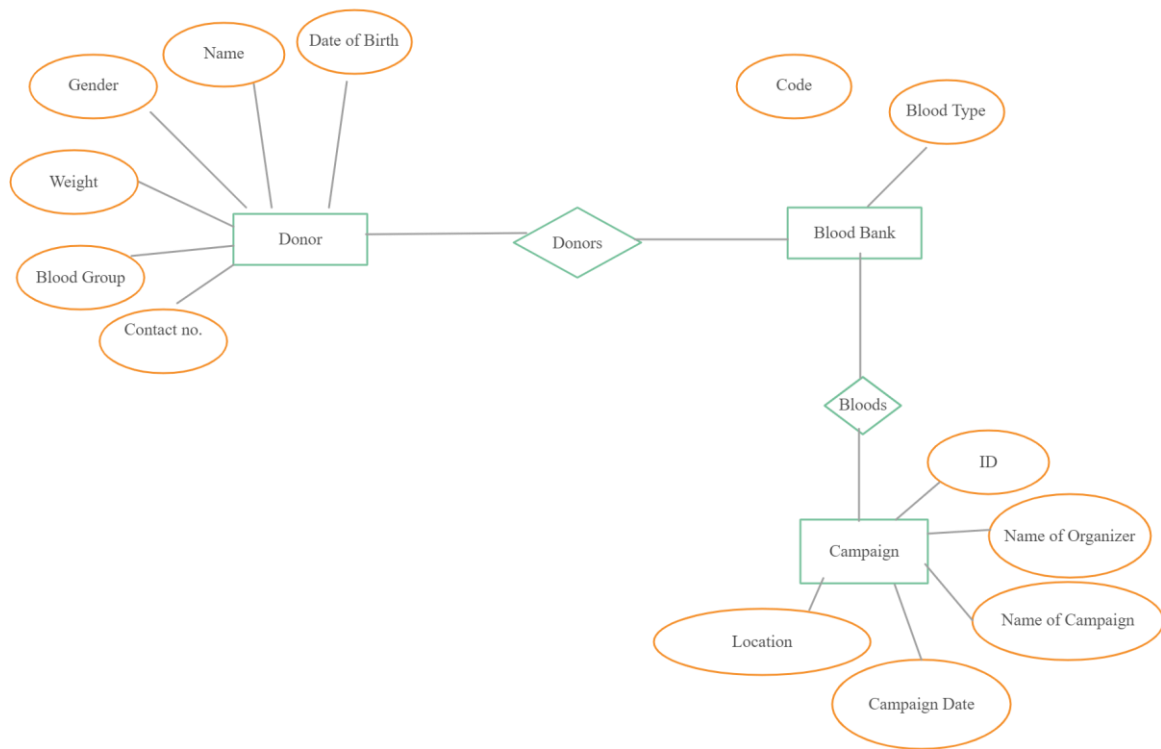 Date of Birth
Name
Gender
Code
Blood Type
Weight
Donor
Donors
Blood Bank
Blood Group
Contact no.
Bloods
ID
Name of Organizer
Campaign
Name of Campaign
Location
Campaign Date